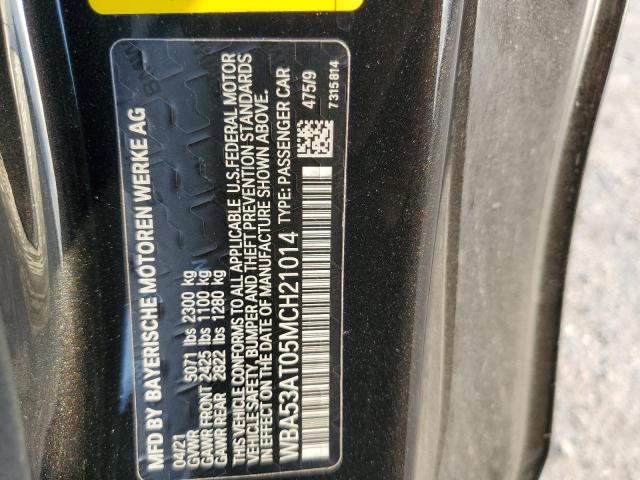 MFD BY BAYERISCHE MOTOREN WERKE AG
04/21
GVWR 5071 lbs 2300 kg
GAWR FRONT 2425 lbs 1100 kg
GAWR REAR 2822 lbs 1280 kg
THIS VEHICLE CONFORMS TO ALL APPLICABLE U.S. FEDERAL MOTOR
VEHICLE SAFETY, BUMPER AND THEFT PREVENTION STANDARDS
IN EFFECT ON THE DATE OF MANUFACTURE SHOWN ABOVE.
WBA53AT05MCH21014 TYPE: PASSENGER CAR
475/9
7 315 814